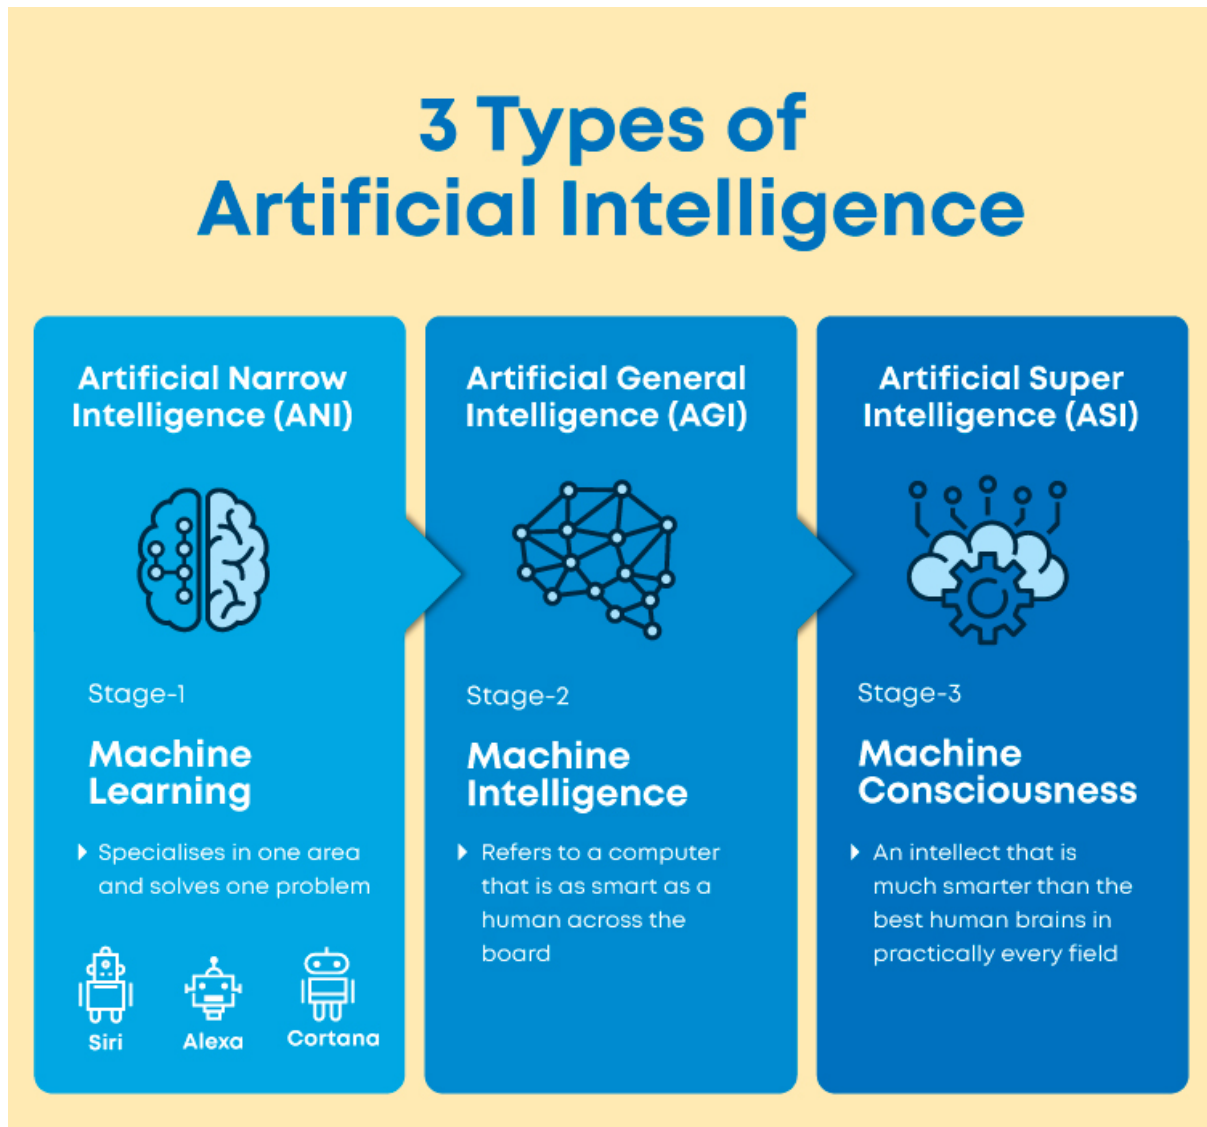 3 Types of
Artificial Intelligence
Artificial Narrow
Intelligence (ANI)
Stage-1
Machine
Learning
Specialises in one area
and solves one problem
Siri
Alexa
Cortana
Artificial General
Intelligence (AGI)
Stage-2
Machine
Intelligence
Refers to a computer
that is as smart as a
human across the
board
Artificial Super
Intelligence (ASI)
Stage-3
Machine
Consciousness
An intellect that is
much smarter than the
best human brains in
practically every field